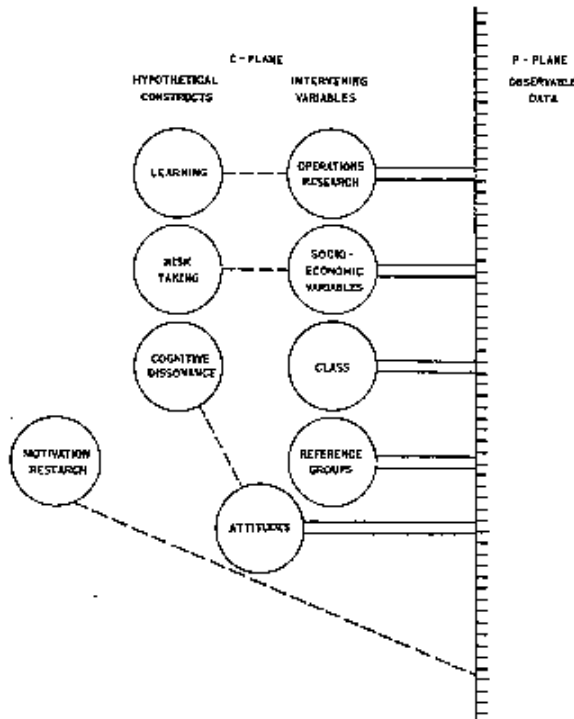 C-PLANE
P-PLANE
HYPOTHETICAL
CONSTRUCTS
INTERVENING
VARIABLES
OBSERVABLE
DATA
LEARNING
OPERATIONS
RESEARCH
RISK
TAKING
SOCIO-
ECONOMIC
VARIABLES
COGNITIVE
DISSONANCE
CLASS
MOTIVATION
RESEARCH
REFERENCE
GROUPS
ATTITUDES